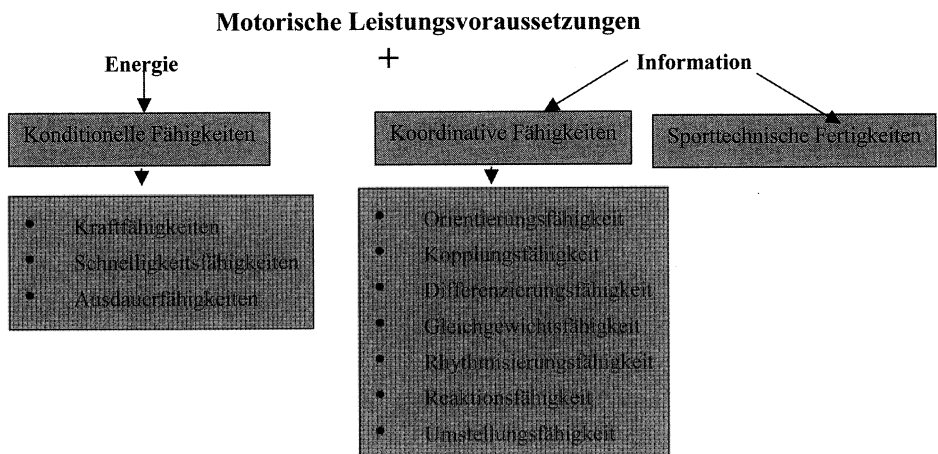 Motorische Leistungsvoraussetzungen
Energie
+
Information
Konditionelle Fähigkeiten
Koordinative Fähigkeiten
Sporttechnische Fertigkeiten
• Kraftfähigkeiten
• Schnelligkeitsfähigkeiten
• Ausdauerfähigkeiten
• Orientierungsfähigkeit
• Kopplungsfähigkeit
• Differenzierungsfähigkeit
• Gleichgewichtsfähigkeit
• Rhythmisierungsfähigkeit
• Reaktionsfähigkeit
• Umstellungsfähigkeit